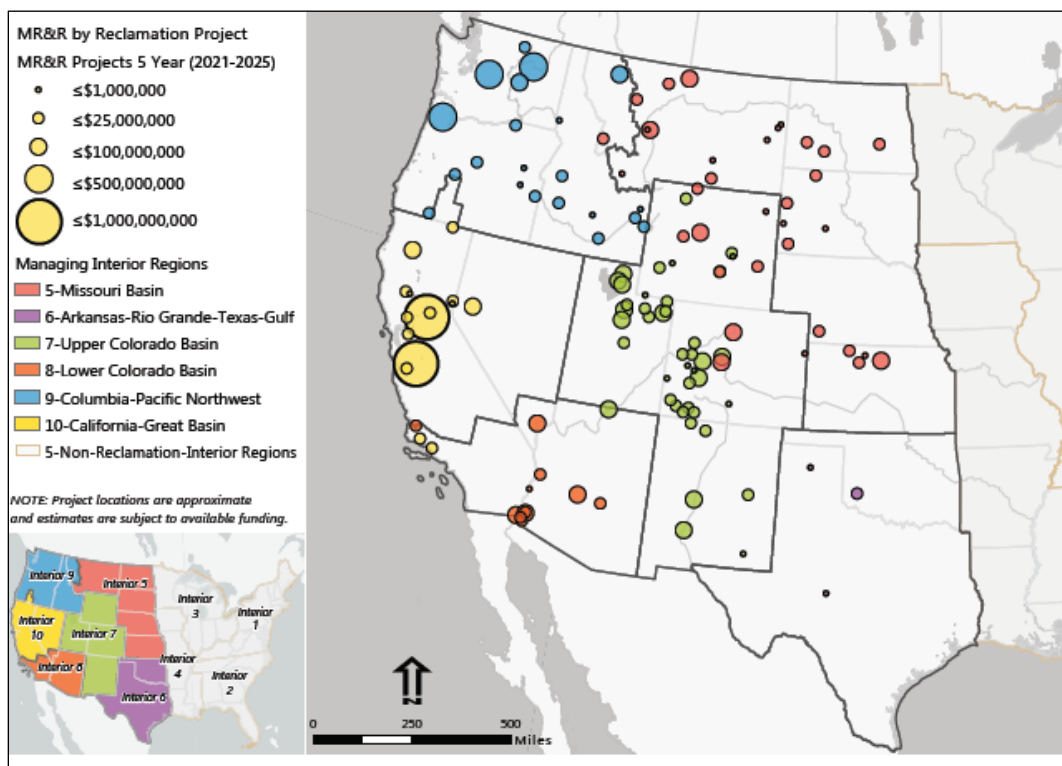 MR&R by Reclamation Project
MR&R Projects 5 Year (2021-2025)
≤$1,000,000
≤$25,000,000
≤$100,000,000
≤$500,000,000
≤$1,000,000,000
Managing Interior Regions
5-Missouri Basin
6-Arkansas-Rio Grande-Texas-Gulf
7-Upper Colorado Basin
8-Lower Colorado Basin
9-Columbia-Pacific Northwest
10-California-Great Basin
5-Non-Reclamation-Interior Regions
NOTE: Project locations are approximate
and estimates are subject to available funding.
Interior 9
Interior 5
Interior
3
Interior
1
Interior
10
Interior 7
Interior
4
Interior 8
Interior 6
Interior
2
N
0
250
500
Miles